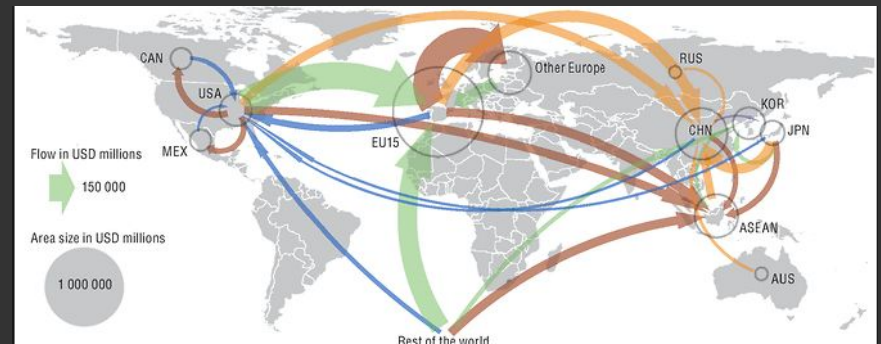 CAN
RUS
Other Europe
USA
KOR
CHN
JPN
EU15
MEX
Flow in USD millions
150 000
ASEAN
Area size in USD millions
AUS
1 000 000
Rest of the world